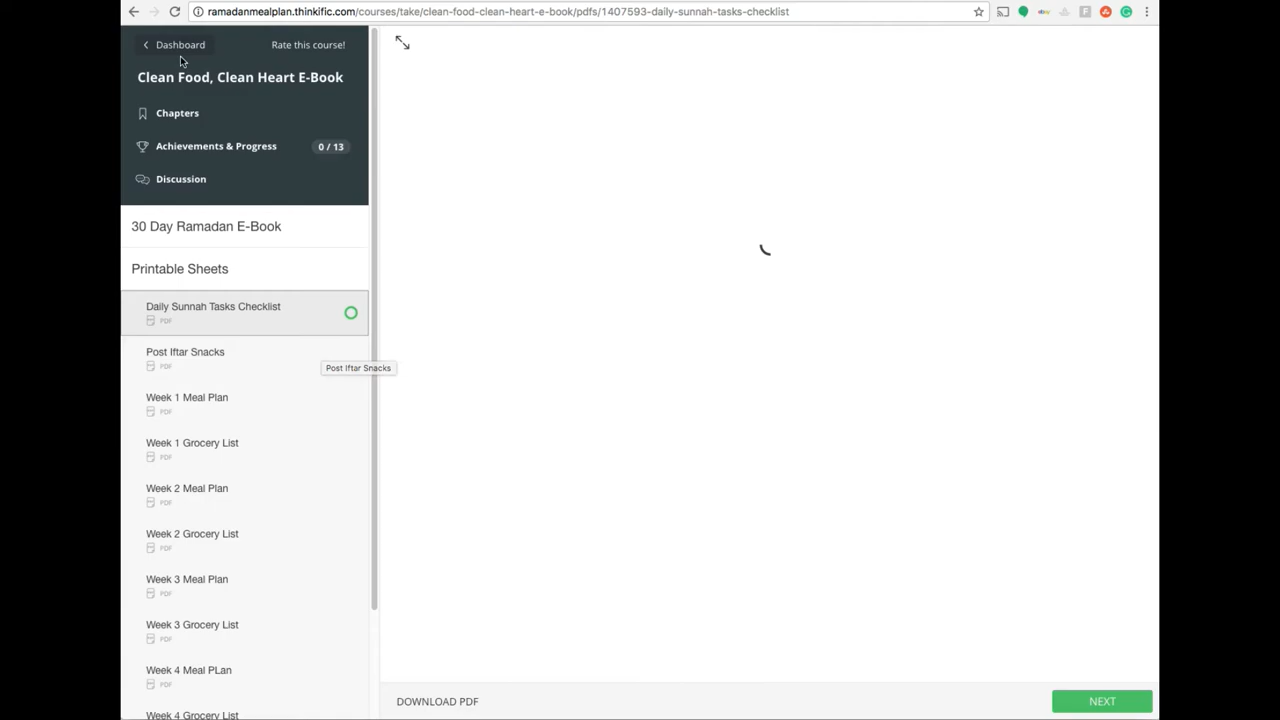 ramadanmealplan.thinkific.com/courses/take/clean-food-clean-heart-e-book/pdfs/1407593-daily-sunnah-tasks-checklist
Dashboard
Rate this course!
Clean Food, Clean Heart E-Book
Chapters
Achievements & Progress
0 / 13
Discussion
30 Day Ramadan E-Book
Printable Sheets
Daily Sunnah Tasks Checklist
PDF
Post Iftar Snacks
PDF
Post Iftar Snacks
Week 1 Meal Plan
PDF
Week 1 Grocery List
PDF
Week 2 Meal Plan
PDF
Week 2 Grocery List
PDF
Week 3 Meal Plan
PDF
Week 3 Grocery List
PDF
Week 4 Meal PLan
PDF
Week 4 Grocery List
DOWNLOAD PDF
NEXT